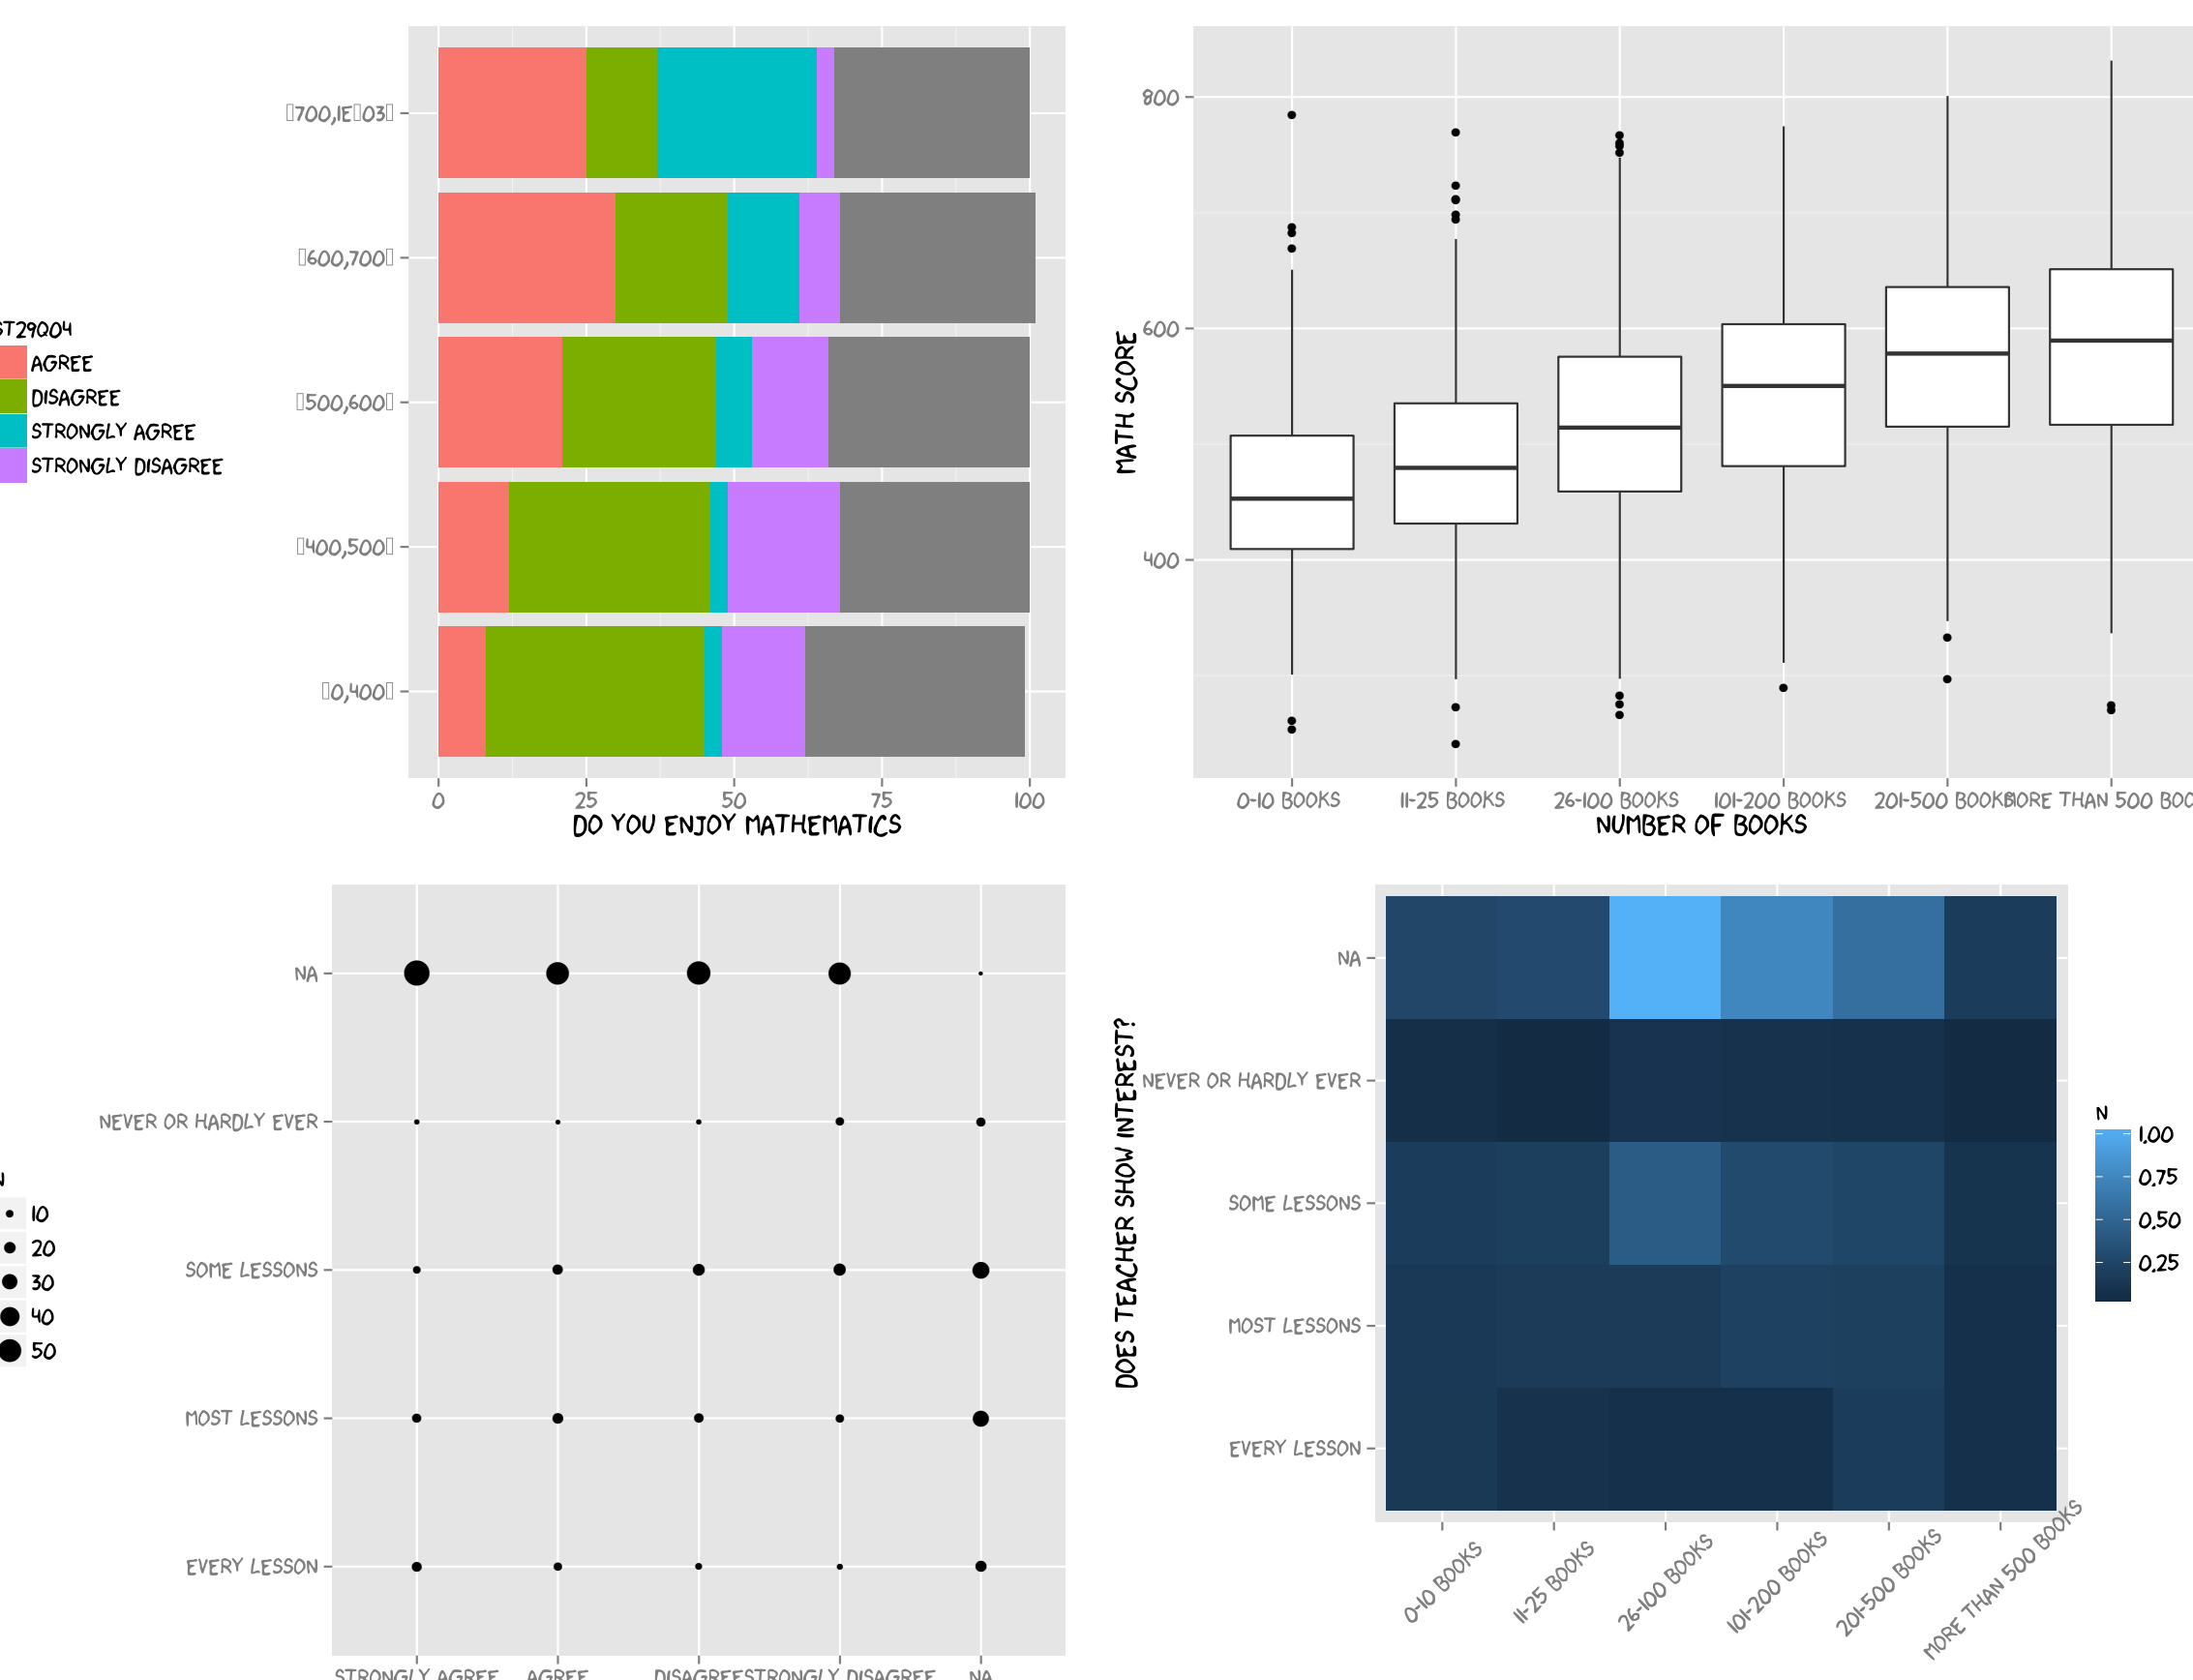 ST29Q04
AGREE
DISAGREE
STRONGLY AGREE
STRONGLY DISAGREE
700,1E 03
600,700
500,600
400,500
0,400
0 25 50 75 100
DO YOU ENJOY MATHEMATICS
MATH SCORE
800
600
400
0-10 BOOKS 11-25 BOOKS 26-100 BOOKS 101-200 BOOKS 201-500 BOOKS MORE THAN 500 BOO
NUMBER OF BOOKS
N
10
20
30
40
50
NA
NEVER OR HARDLY EVER
SOME LESSONS
MOST LESSONS
EVERY LESSON
STRONGLY AGREE AGREE DISAGREE STRONGLY DISAGREE NA
DOES TEACHER SHOW INTEREST?
NA
NEVER OR HARDLY EVER
SOME LESSONS
MOST LESSONS
EVERY LESSON
0-10 BOOKS
11-25 BOOKS
26-100 BOOKS
101-200 BOOKS
201-500 BOOKS
MORE THAN 500 BOOKS
N
1.00
0.75
0.50
0.25